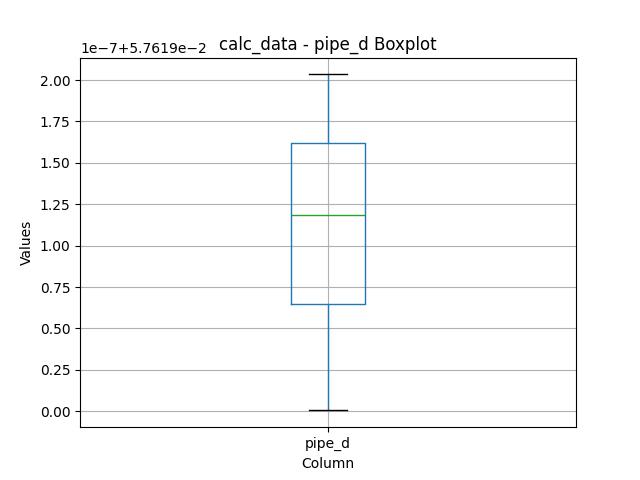 calc_data - pipe_d Boxplot
1e−7+5.7619e−2
2.00
1.75
1.50
1.25
1.00
0.75
0.50
0.25
0.00
Values
pipe_d
Column